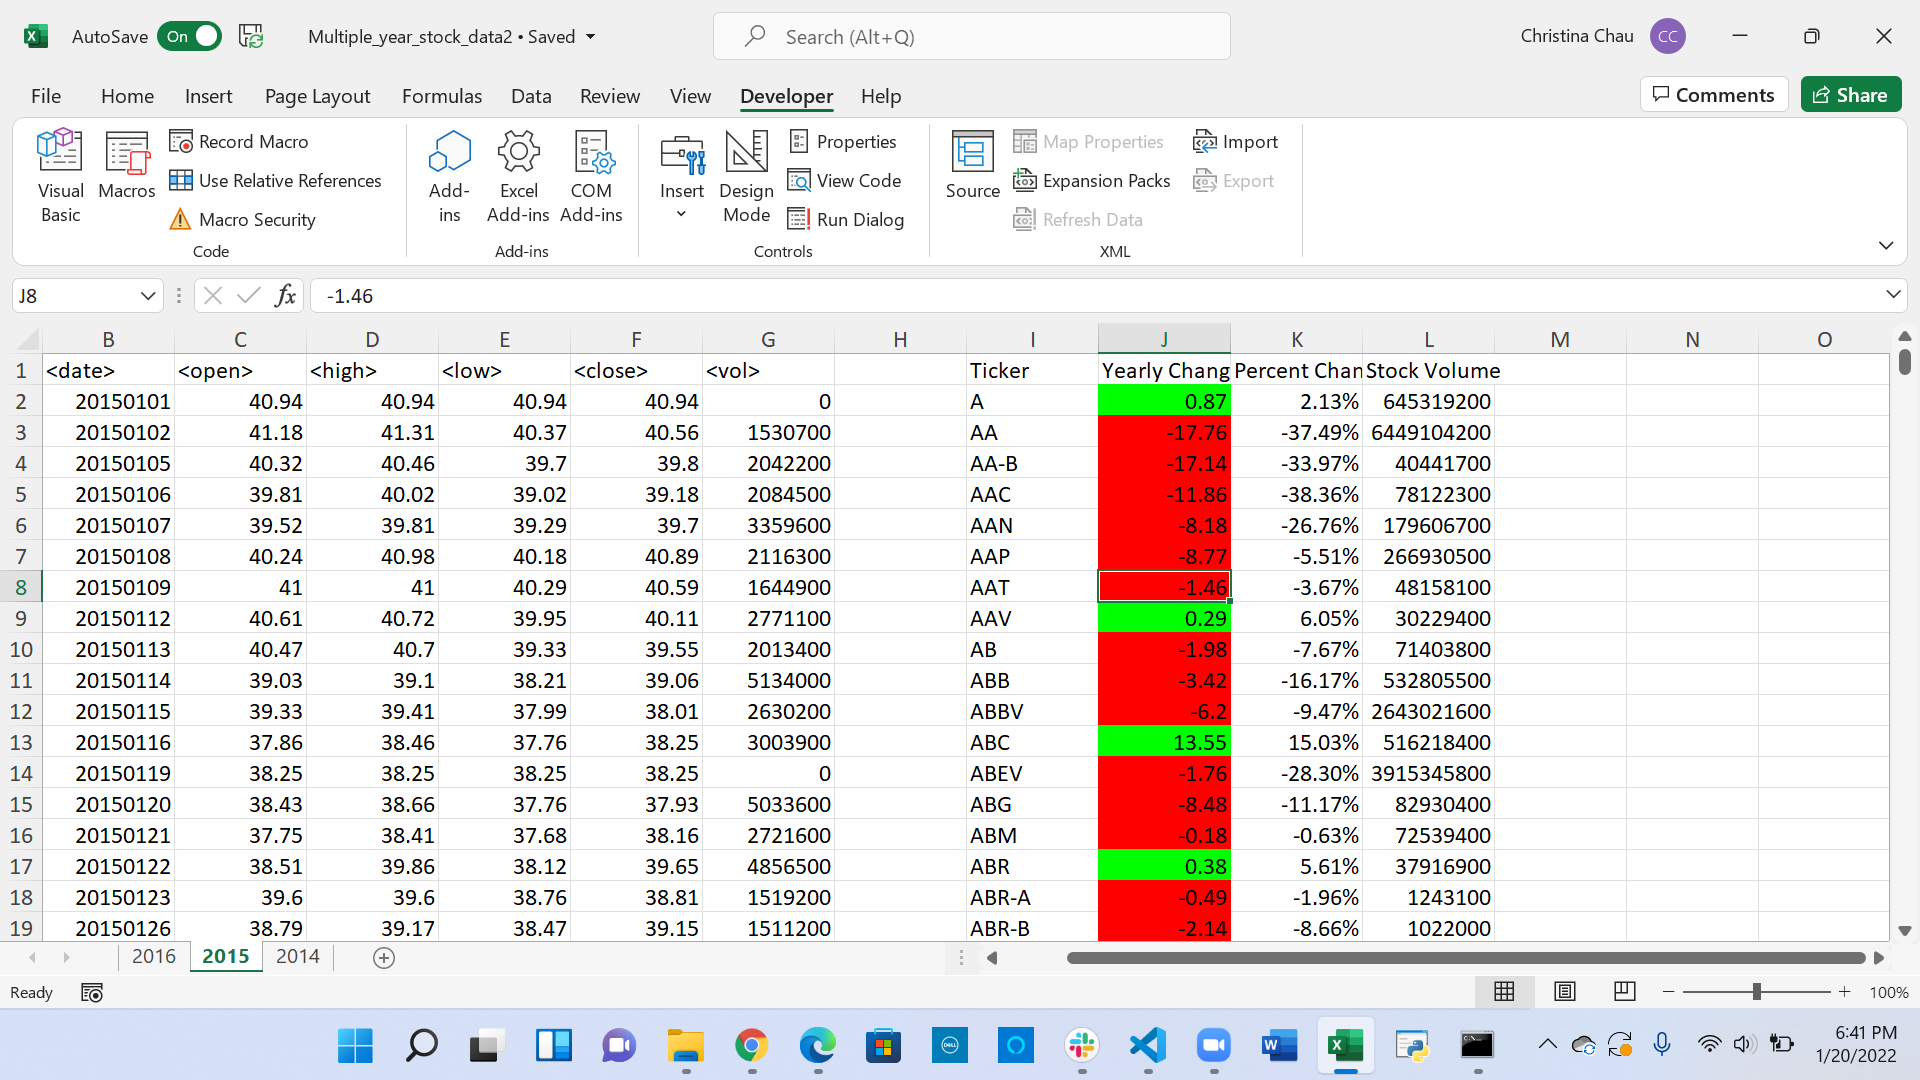 AutoSave On Multiple_year_stock_data2 • Saved Search (Alt+Q) Christina Chau CC
File Home Insert Page Layout Formulas Data Review View Developer Help Comments Share
Visual Basic Macros Record Macro Use Relative References Macro Security Code
Add-ins Excel Add-ins COM Add-ins Add-ins
Insert Design Mode Properties View Code Run Dialog Controls
Source Map Properties Expansion Packs Refresh Data Import Export XML
J8 fx -1.46
B C D E F G H I J K L M N O
1 <date> <open> <high> <low> <close> <vol> Ticker Yearly Chang Percent Chan Stock Volume
2 20150101 40.94 40.94 40.94 40.94 0 A 0.87 2.13% 645319200
3 20150102 41.18 41.31 40.37 40.56 1530700 AA -17.76 -37.49% 6449104200
4 20150105 40.32 40.46 39.7 39.8 2042200 AA-B -17.14 -33.97% 40441700
5 20150106 39.81 40.02 39.02 39.18 2084500 AAC -11.86 -38.36% 78122300
6 20150107 39.52 39.81 39.29 39.7 3359600 AAN -8.18 -26.76% 179606700
7 20150108 40.24 40.98 40.18 40.89 2116300 AAP -8.77 -5.51% 266930500
8 20150109 41 41 40.29 40.59 1644900 AAT -1.46 -3.67% 48158100
9 20150112 40.61 40.72 39.95 40.11 2771100 AAV 0.29 6.05% 30229400
10 20150113 40.47 40.7 39.33 39.55 2013400 AB -1.98 -7.67% 71403800
11 20150114 39.03 39.1 38.21 39.06 5134000 ABB -3.42 -16.17% 532805500
12 20150115 39.33 39.41 37.99 38.01 2630200 ABBV -6.2 -9.47% 2643021600
13 20150116 37.86 38.46 37.76 38.25 3003900 ABC 13.55 15.03% 516218400
14 20150119 38.25 38.25 38.25 38.25 0 ABEV -1.76 -28.30% 3915345800
15 20150120 38.43 38.66 37.76 37.93 5033600 ABG -8.48 -11.17% 82930400
16 20150121 37.75 38.41 37.68 38.16 2721600 ABM -0.18 -0.63% 72539400
17 20150122 38.51 39.86 38.12 39.65 4856500 ABR 0.38 5.61% 37916900
18 20150123 39.6 39.6 38.76 38.81 1519200 ABR-A -0.49 -1.96% 1243100
19 20150126 38.79 39.17 38.47 39.15 1511200 ABR-B -2.14 -8.66% 1022000
2016 2015 2014
Ready 100%
6:41 PM
1/20/2022